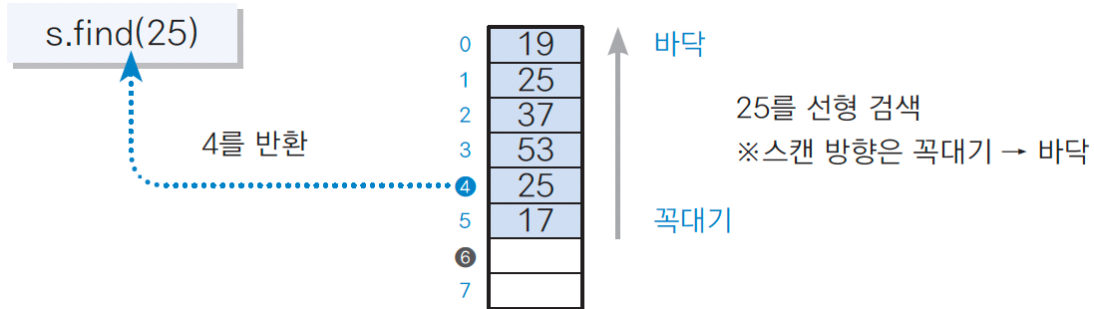 s.find(25)
4를 반환
0 19 바닥
1 25
2 37
3 53
4 25
5 17 꼭대기
6
7
25를 선형 검색
※스캔 방향은 꼭대기 → 바닥